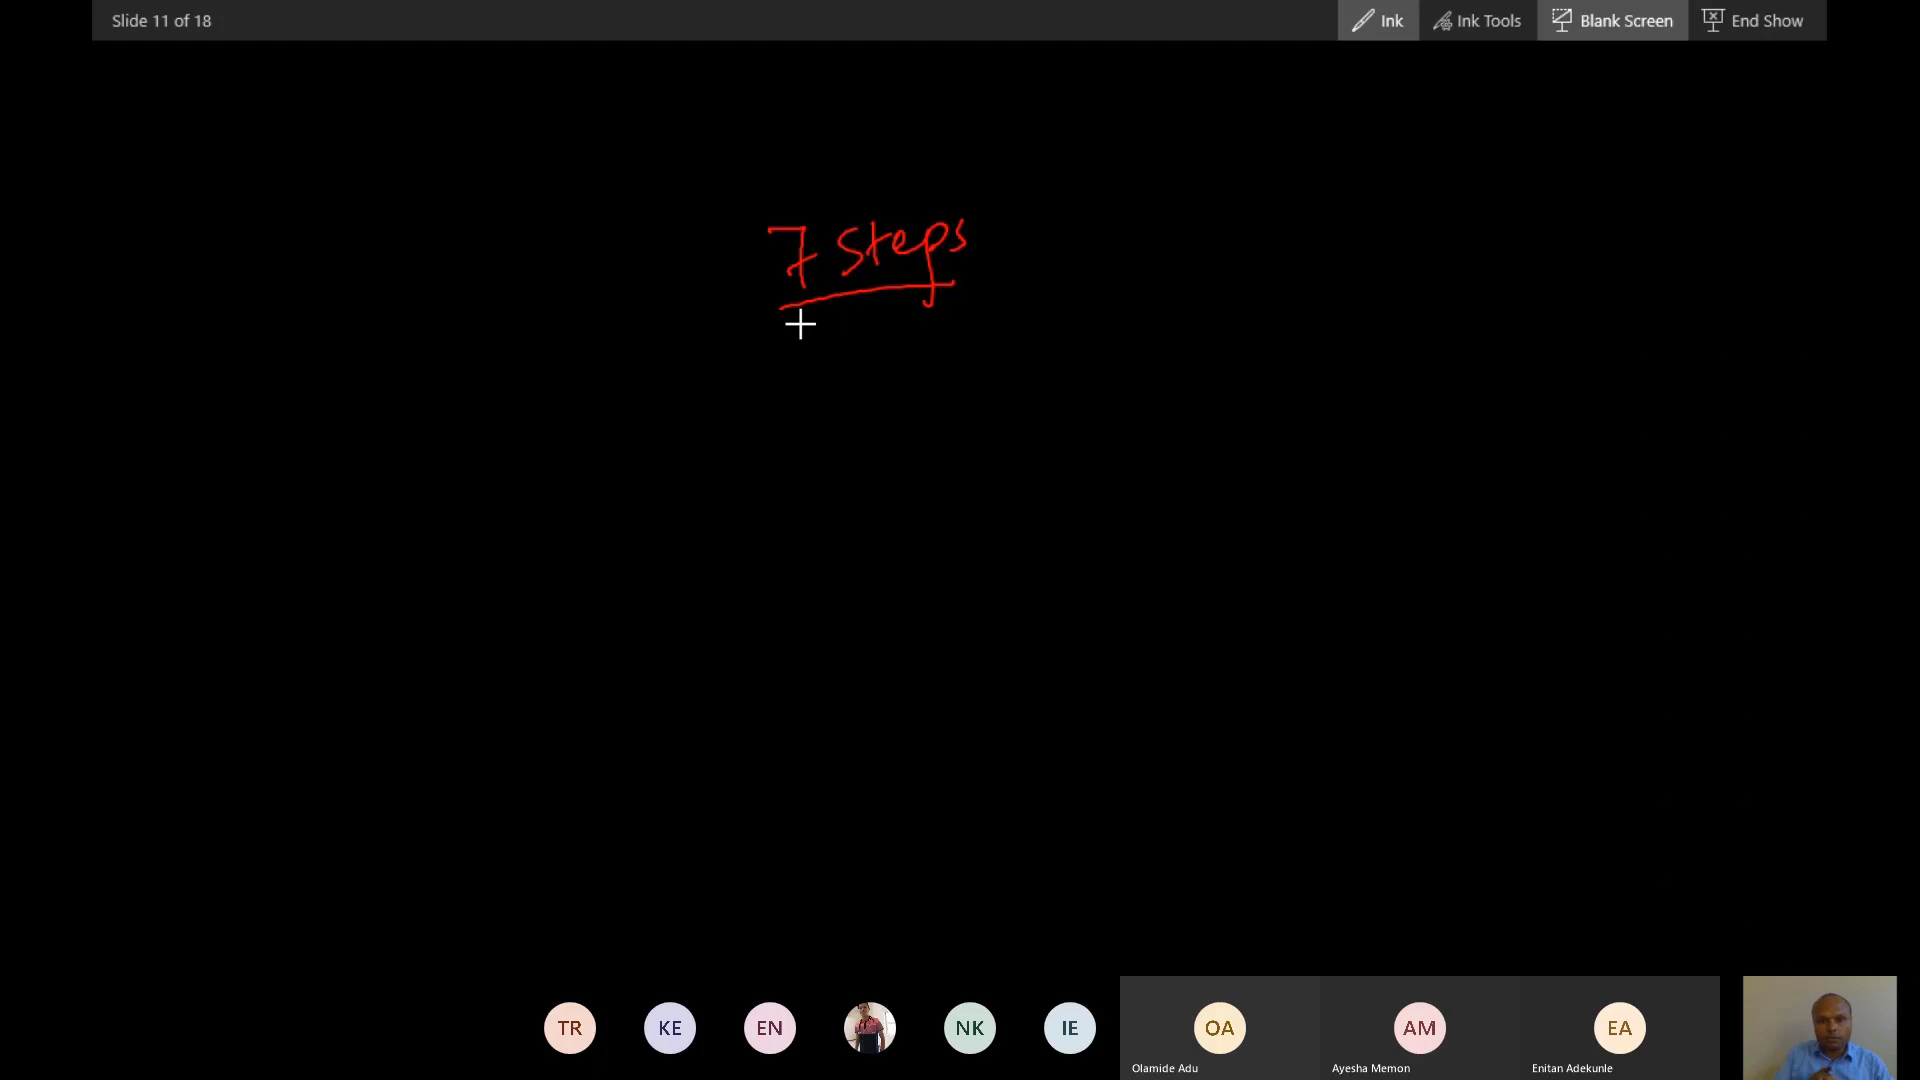 Slide 11 of 18
Ink
Ink Tools
Blank Screen
End Show
7 steps
TR
KE
EN
NK
IE
OA
AM
EA
Olamide Adu
Ayesha Memon
Enitan Adekunle